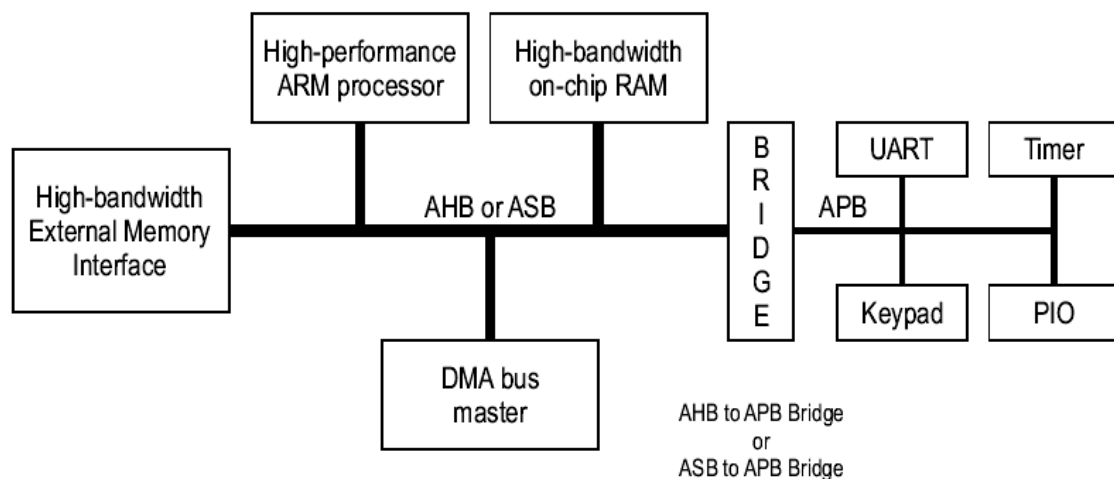 High-performance
ARM processor
High-bandwidth
on-chip RAM
High-bandwidth
External Memory
Interface
AHB or ASB
B
R
I
D
G
E
APB
UART
Timer
Keypad
PIO
DMA bus
master
AHB to APB Bridge
or
ASB to APB Bridge